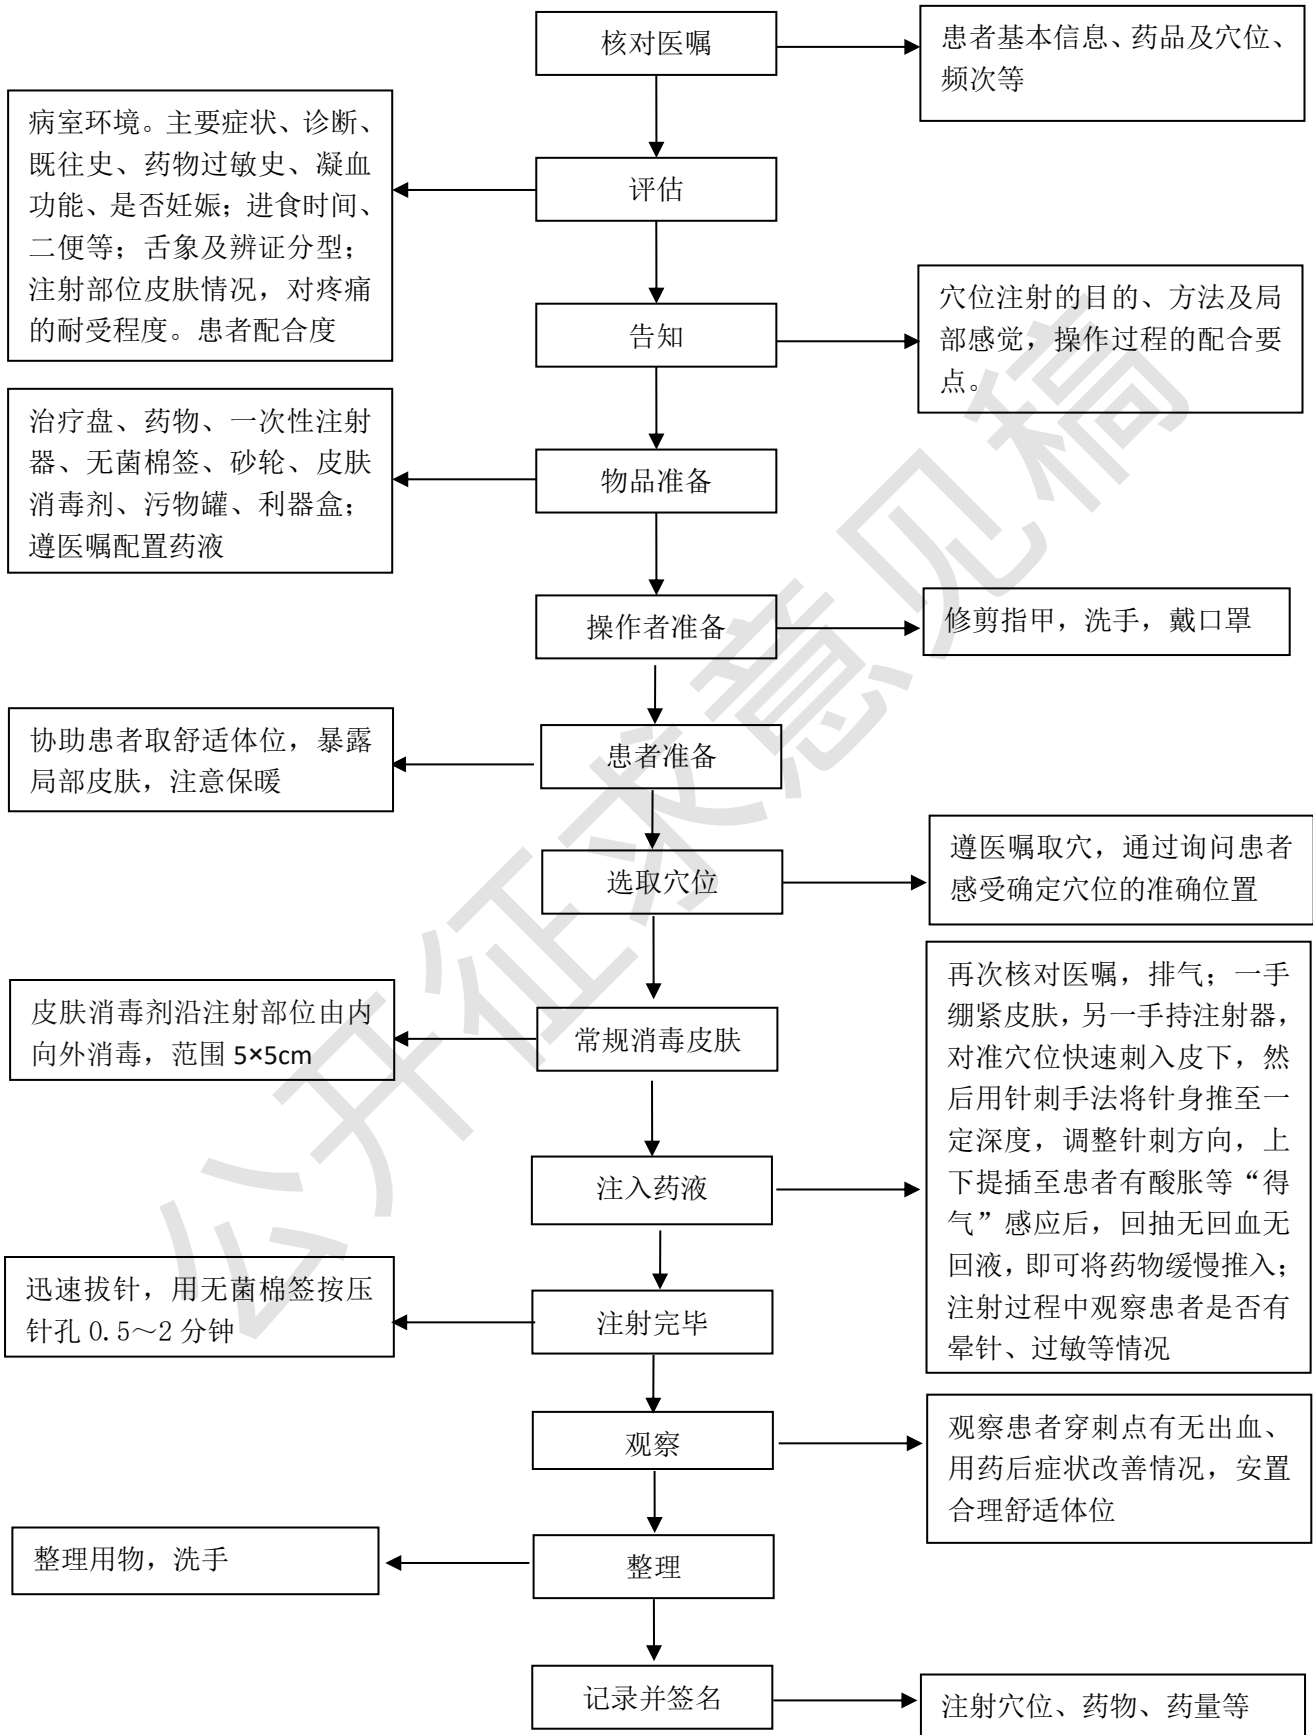 核对医嘱
患者基本信息、药品及穴位、
频次等
病室环境。主要症状、诊断、
既往史、药物过敏史、凝血
功能、是否妊娠；进食时间、
二便等；舌象及辨证分型；
注射部位皮肤情况，对疼痛
的耐受程度。患者配合度
评估
告知
穴位注射的目的、方法及局
部感觉，操作过程的配合要
点。
治疗盘、药物、一次性注射
器、无菌棉签、砂轮、皮肤
消毒剂、污物罐、利器盒；
遵医嘱配置药液
物品准备
操作者准备
修剪指甲，洗手，戴口罩
协助患者取舒适体位，暴露
局部皮肤，注意保暖
患者准备
选取穴位
遵医嘱取穴，通过询问患者
感受确定穴位的准确位置
皮肤消毒剂沿注射部位由内
向外消毒，范围 5×5cm
常规消毒皮肤
注入药液
再次核对医嘱，排气；一手
绷紧皮肤，另一手持注射器，
对准穴位快速刺入皮下，然
后用针刺手法将针身推至一
定深度，调整针刺方向，上
下提插至患者有酸胀等“得
气”感应后，回抽无回血无
回液，即可将药物缓慢推入；
注射过程中观察患者是否有
晕针、过敏等情况
迅速拔针，用无菌棉签按压
针孔 0.5～2 分钟
注射完毕
观察
观察患者穿刺点有无出血、
用药后症状改善情况，安置
合理舒适体位
整理用物，洗手
整理
记录并签名
注射穴位、药物、药量等
公开征求意见稿